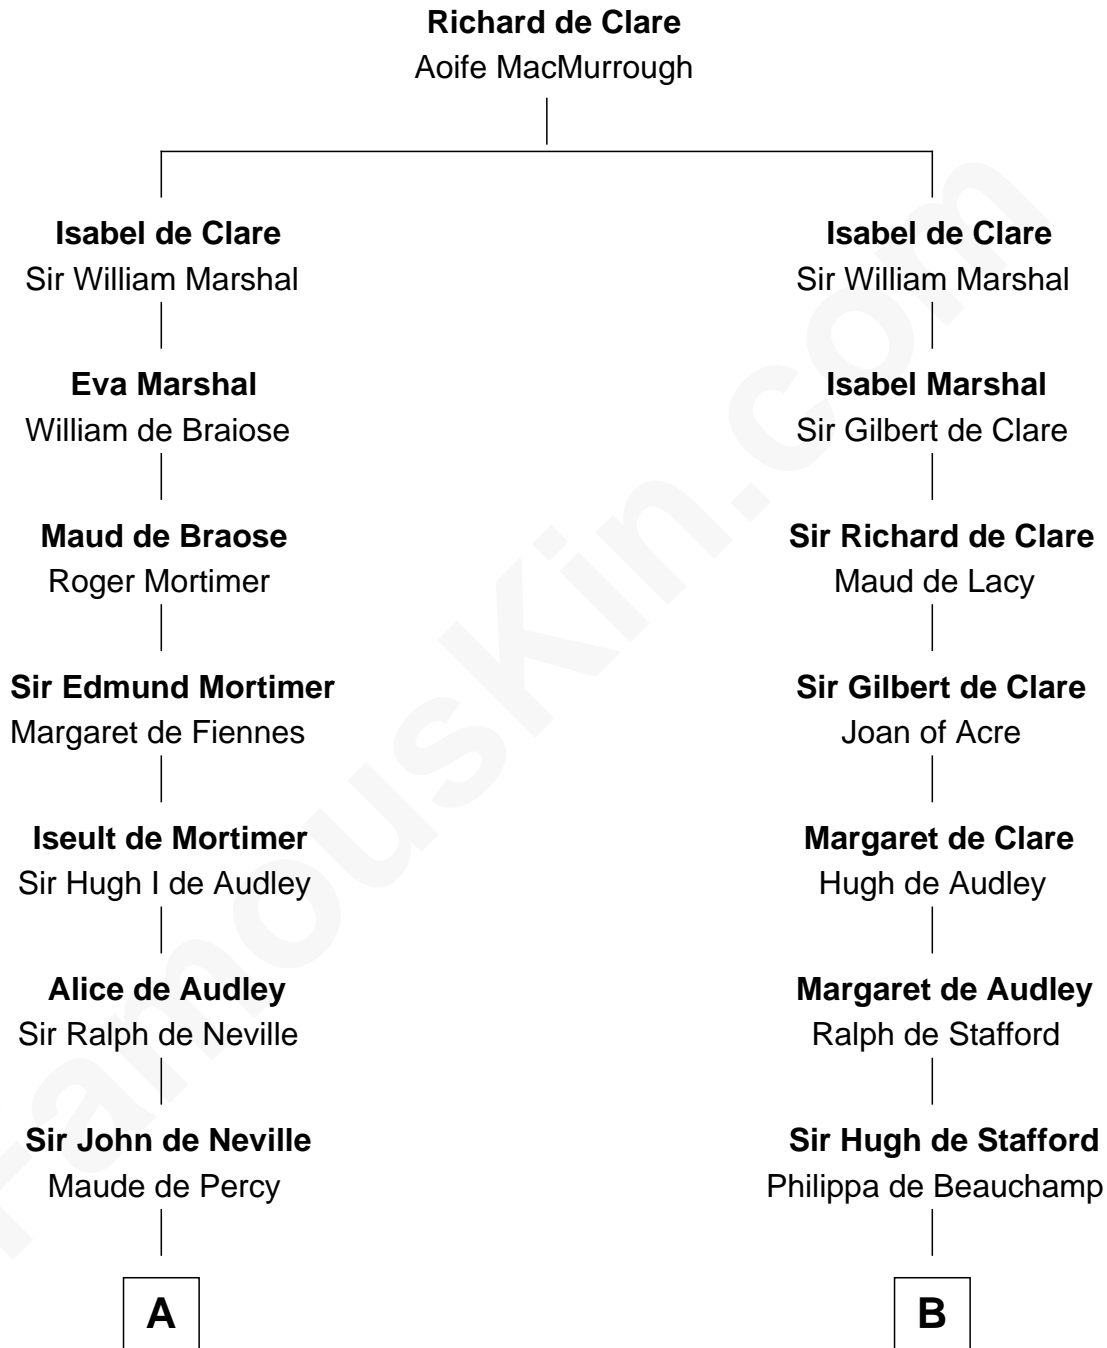 Richard de Clare
Aoife MacMurrough
Isabel de Clare
Sir William Marshal
Isabel de Clare
Sir William Marshal
Eva Marshal
William de Braiose
Isabel Marshal
Sir Gilbert de Clare
Maud de Braose
Roger Mortimer
Sir Richard de Clare
Maud de Lacy
Sir Edmund Mortimer
Margaret de Fiennes
Sir Gilbert de Clare
Joan of Acre
Iseult de Mortimer
Sir Hugh I de Audley
Margaret de Clare
Hugh de Audley
Alice de Audley
Sir Ralph de Neville
Margaret de Audley
Ralph de Stafford
Sir John de Neville
Maude de Percy
Sir Hugh de Stafford
Philippa de Beauchamp
A
B
FamousKin.com